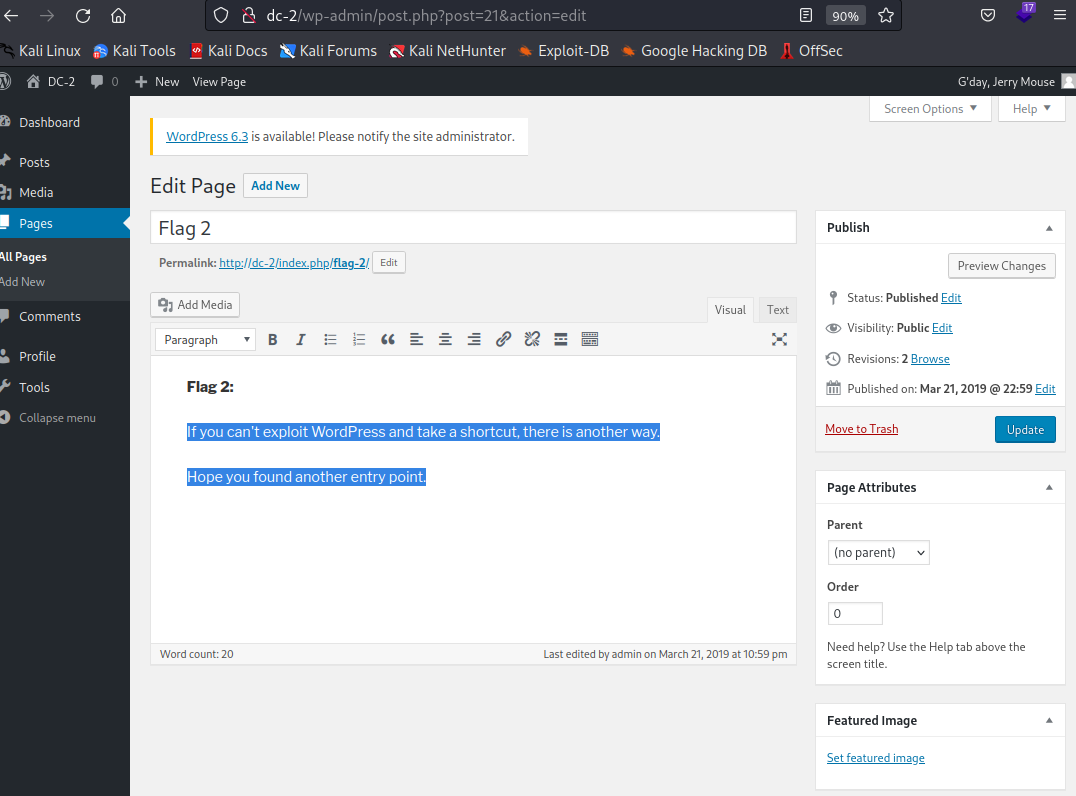 dc-2/wp-admin/post.php?post=21&action=edit
90%
17
Kali Linux Kali Tools Kali Docs Kali Forums Kali NetHunter Exploit-DB Google Hacking DB OffSec
DC-2 0 New View Page G'day, Jerry Mouse
Screen Options Help
Dashboard
Posts
Media
Pages
All Pages
Add New
Comments
Profile
Tools
Collapse menu
WordPress 6.3 is available! Please notify the site administrator.
Edit Page Add New
Flag 2
Permalink: http://dc-2/index.php/flag-2/ Edit
Add Media
Visual Text
Paragraph B I
Flag 2:
If you can't exploit WordPress and take a shortcut, there is another way.
Hope you found another entry point.
Word count: 20 Last edited by admin on March 21, 2019 at 10:59 pm
Publish
Preview Changes
Status: Published Edit
Visibility: Public Edit
Revisions: 2 Browse
Published on: Mar 21, 2019 @ 22:59 Edit
Move to Trash Update
Page Attributes
Parent
(no parent)
Order
0
Need help? Use the Help tab above the
screen title.
Featured Image
Set featured image